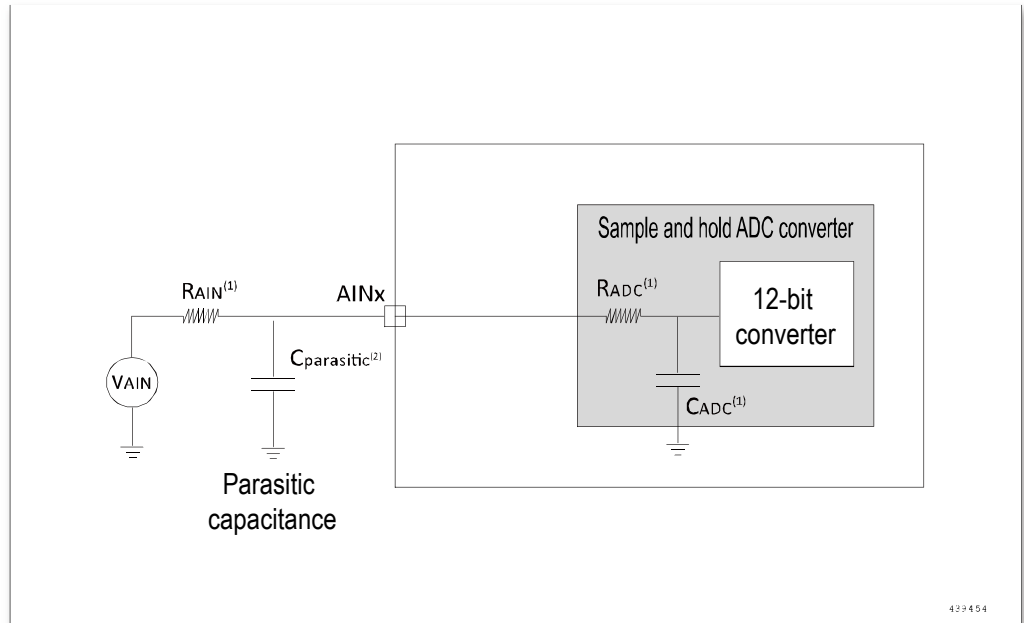 Sample and hold ADC converter
RAIN(1)
AINx
RADC(1)
12-bit
converter
Cparasitic(2)
VAIN
CADC(1)
Parasitic
capacitance
439454